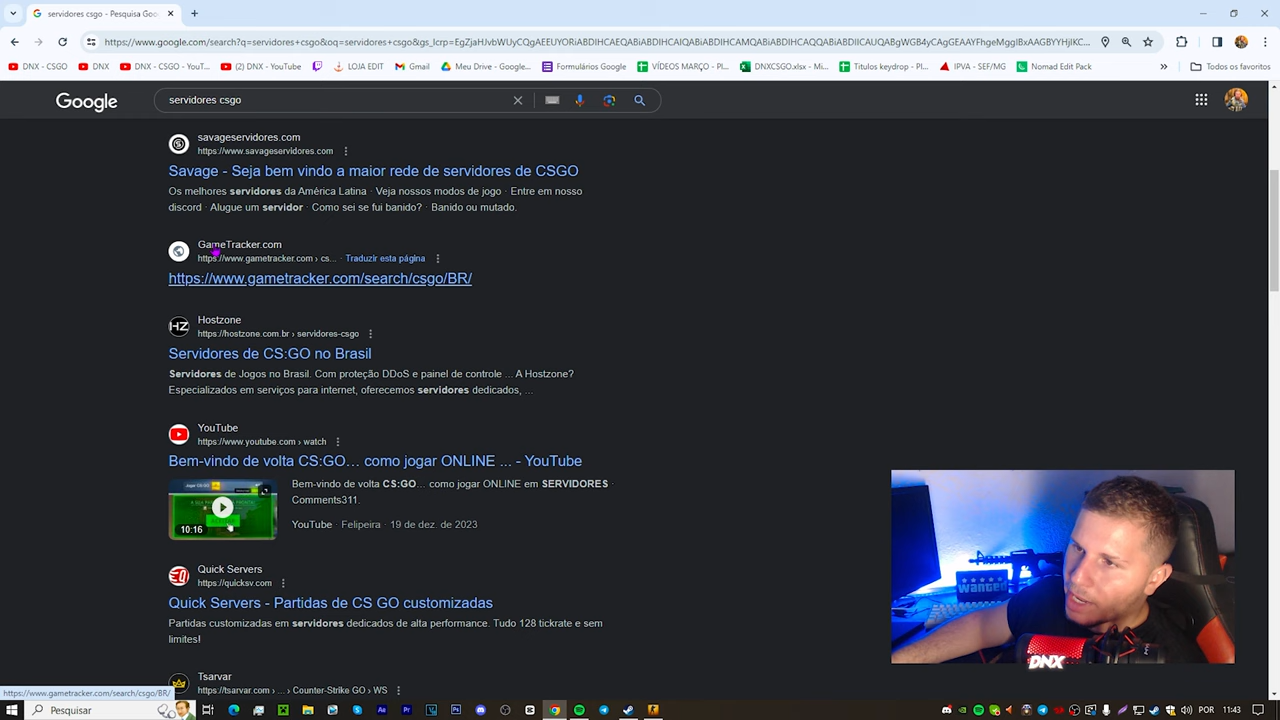 servidores csgo - Pesquisa Goo
https://www.google.com/search?q=servidores+csgo&oq=servidores+csgo&gs_lcrp=
DNX - CSGO
DNX
DNX - CSGO - YouT...
(2) DNX - YouTube
LOJA EDIT
Gmail
Meu Drive - Google...
Formulários Google
VÍDEOS MARÇO - Pl...
DNXCSGO.xlsx - Mi...
Titulos keydrop - Pl...
IPVA - SEF/MG
Nomad Edit Pack
Todos os favoritos
Google
servidores csgo
savageservidores.com
https://www.savageservidores.com
Savage - Seja bem vindo a maior rede de servidores de CSGO
Os melhores servidores da América Latina · Veja nossos modos de jogo · Entre em nosso
discord · Alugue um servidor · Como sei se fui banido? · Banido ou mutado.
GameTracker.com
https://www.gametracker.com › cs... · Traduzir esta página
https://www.gametracker.com/search/csgo/BR/
Hostzone
https://hostzone.com.br › servidores-csgo
Servidores de CS:GO no Brasil
Servidores de Jogos no Brasil. Com proteção DDoS e painel de controle ... A Hostzone?
Especializados em serviços para internet, oferecemos servidores dedicados, ...
YouTube
https://www.youtube.com › watch
Bem-vindo de volta CS:GO… como jogar ONLINE ... - YouTube
Bem-vindo de volta CS:GO… como jogar ONLINE em SERVIDORES ·
Comments311.
10:16
YouTube · Felipeira · 19 de dez. de 2023
Quick Servers
https://quicksv.com
Quick Servers - Partidas de CS GO customizadas
Partidas customizadas em servidores dedicados de alta performance. Tudo 128 tickrate e sem
limites!
Tsarvar
https://tsarvar.com › ... › Counter-Strike GO › WS
WANTED
DNX
https://www.gametracker.com/search/csgo/BR/
Pesquisar
POR
11:43